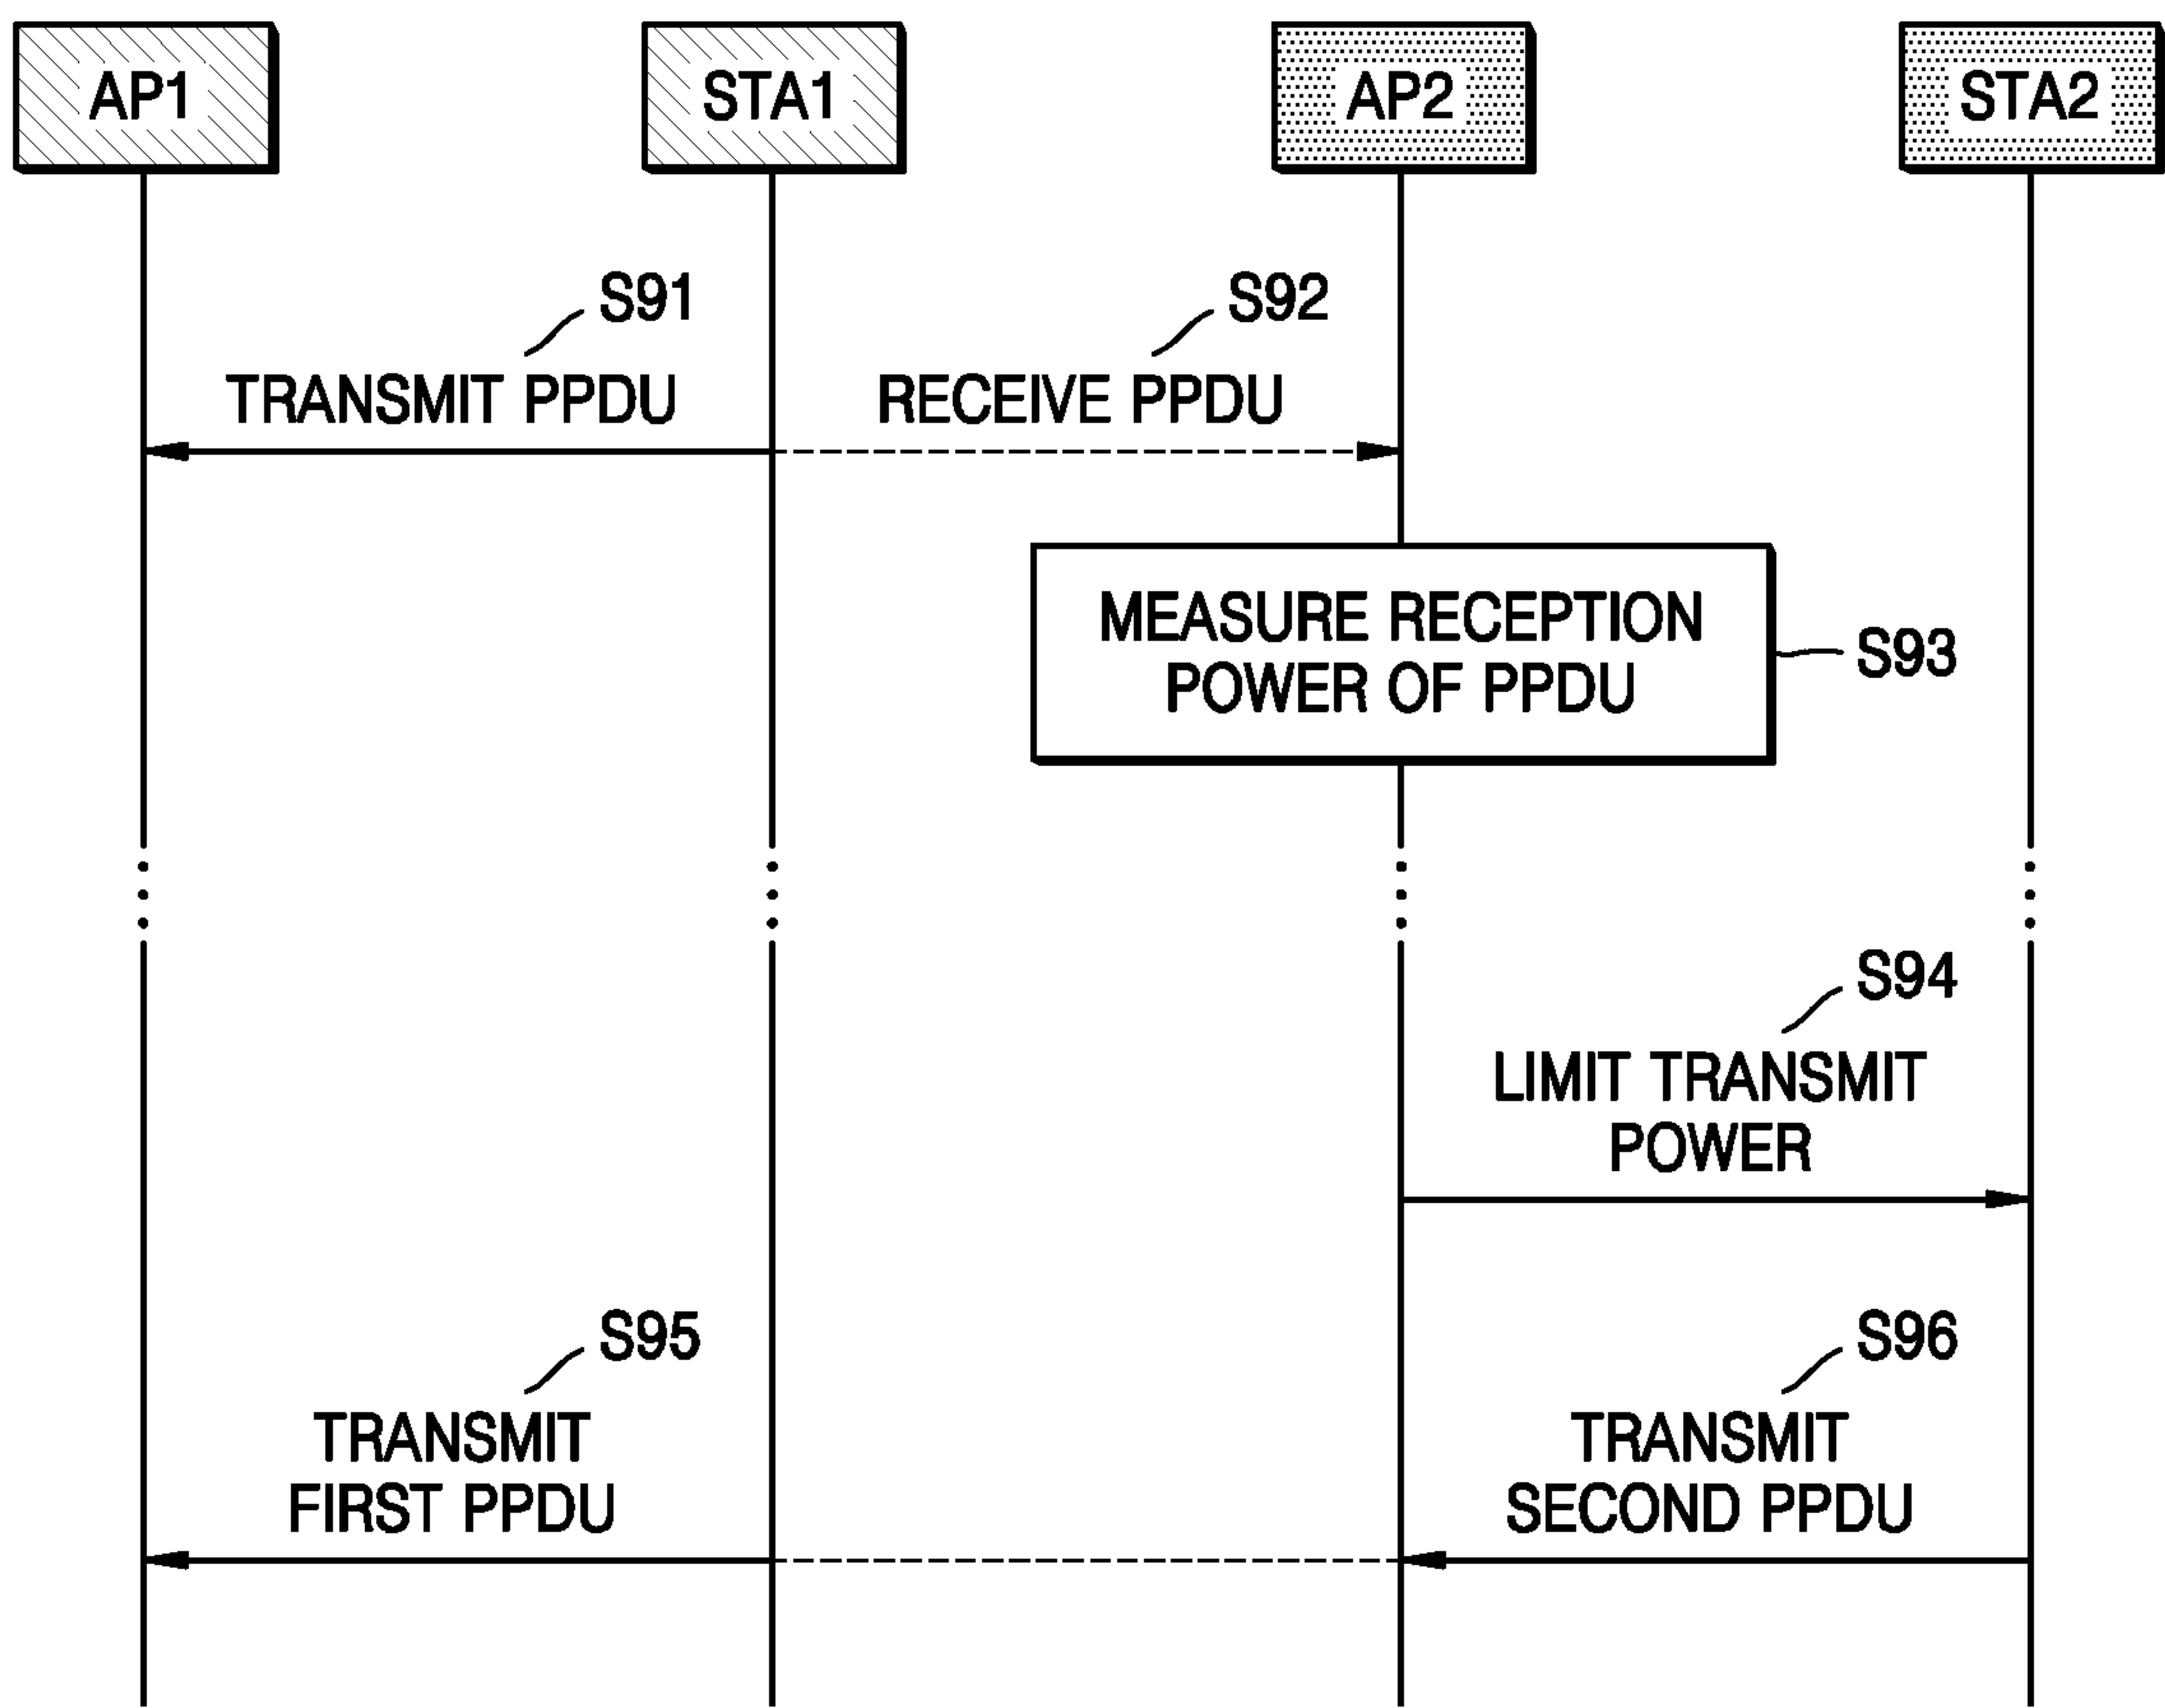 AP1
STA1
AP2
STA2
S91
S92
TRANSMIT PPDU
RECEIVE PPDU
MEASURE RECEPTION
POWER OF PPDU
S93
S94
LIMIT TRANSMIT
POWER
S95
S96
TRANSMIT
FIRST PPDU
TRANSMIT
SECOND PPDU